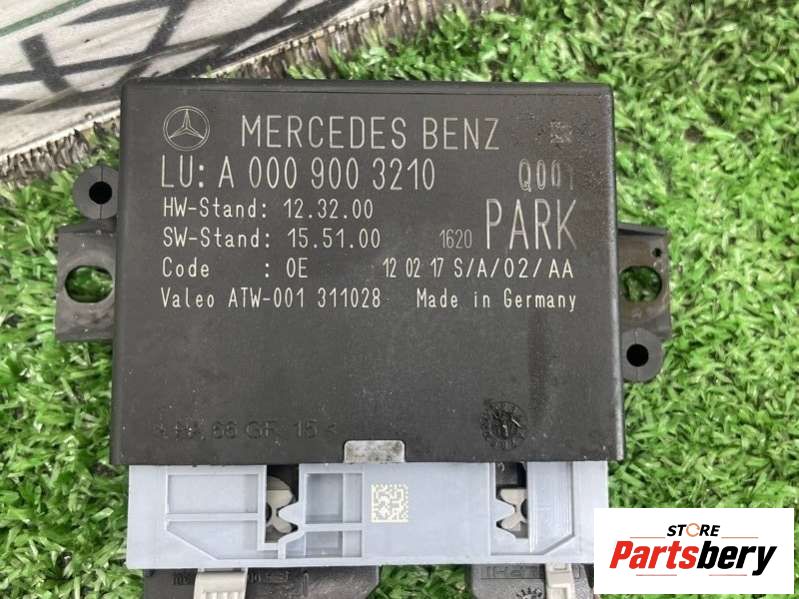 MERCEDES BENZ
LU: A 000 900 3210 Q001
HW-Stand: 12.32.00
SW-Stand: 15.51.00 1620 PARK
Code : 0E 12 02 17 S/A/02/AA
Valeo ATW-001 311028 Made in Germany
STORE
Partsbery